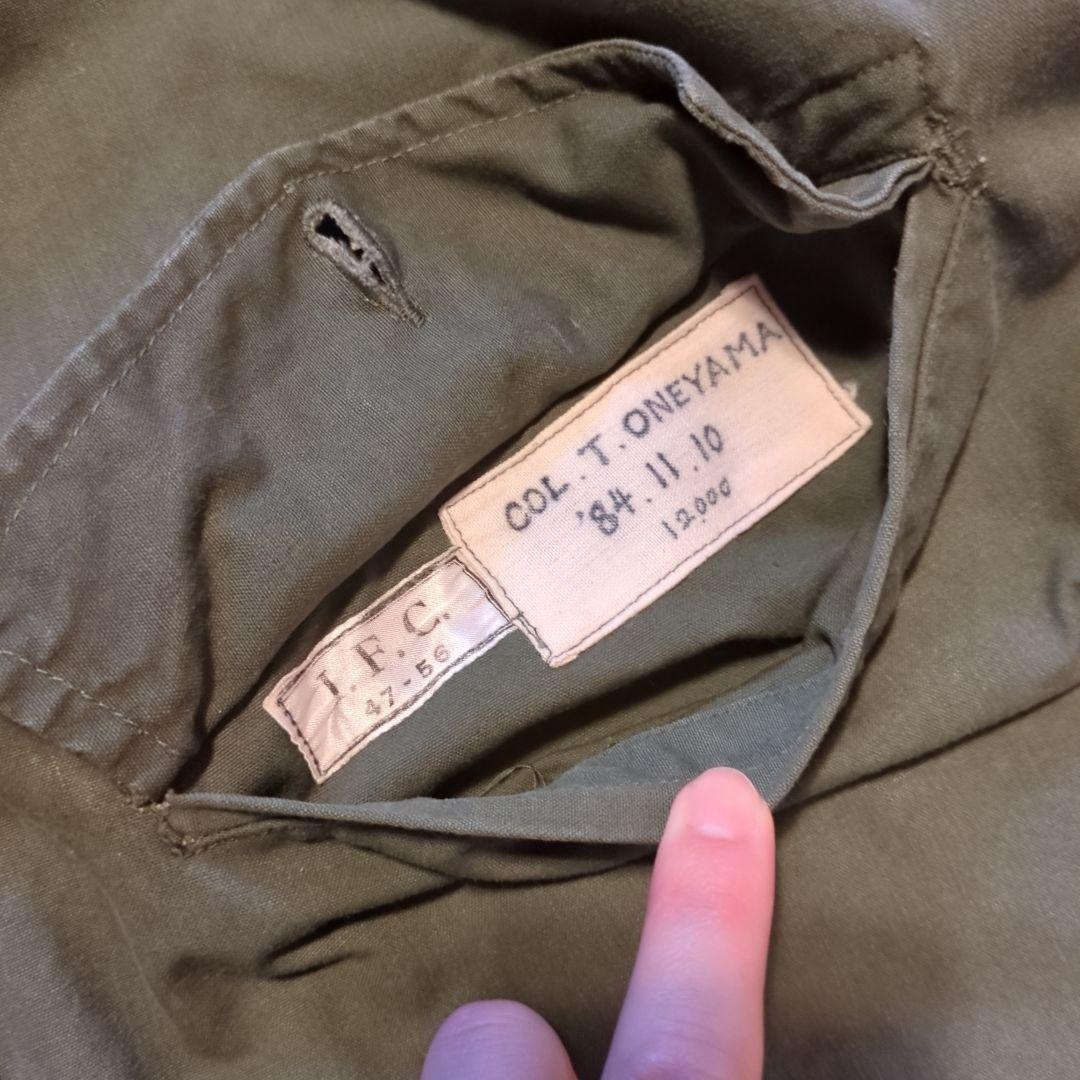 COL. T. ONEYAMA
'84.11.10
12,000
I.F.C.
47-56